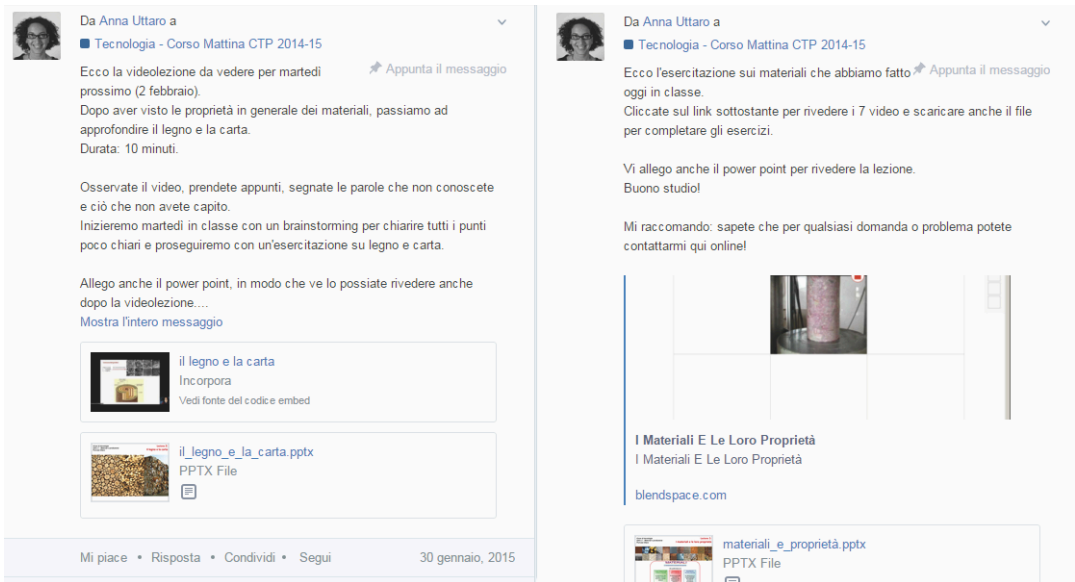 Da Anna Uttaro a
Tecnologia - Corso Mattina CTP 2014-15
Appunta il messaggio
Ecco la videolezione da vedere per martedì
prossimo (2 febbraio).
Dopo aver visto le proprietà in generale dei materiali, passiamo ad
approfondire il legno e la carta.
Durata: 10 minuti.
Osservate il video, prendete appunti, segnate le parole che non conoscete
e ciò che non avete capito.
Inizieremo martedì in classe con un brainstorming per chiarire tutti i punti
poco chiari e proseguiremo con un'esercitazione su legno e carta.
Allego anche il power point, in modo che ve lo possiate rivedere anche
dopo la videolezione....
Mostra l'intero messaggio
il legno e la carta
Incorpora
Vedi fonte del codice embed
il_legno_e_la_carta.pptx
PPTX File
Mi piace • Risposta • Condividi • Segui 30 gennaio, 2015
Da Anna Uttaro a
Tecnologia - Corso Mattina CTP 2014-15
Appunta il messaggio
Ecco l'esercitazione sui materiali che abbiamo fatto
oggi in classe.
Cliccate sul link sottostante per rivedere i 7 video e scaricare anche il file
per completare gli esercizi.
Vi allego anche il power point per rivedere la lezione.
Buono studio!
Mi raccomando: sapete che per qualsiasi domanda o problema potete
contattarmi qui online!
I Materiali E Le Loro Proprietà
I Materiali E Le Loro Proprietà
blendspace.com
materiali_e_proprietà.pptx
PPTX File